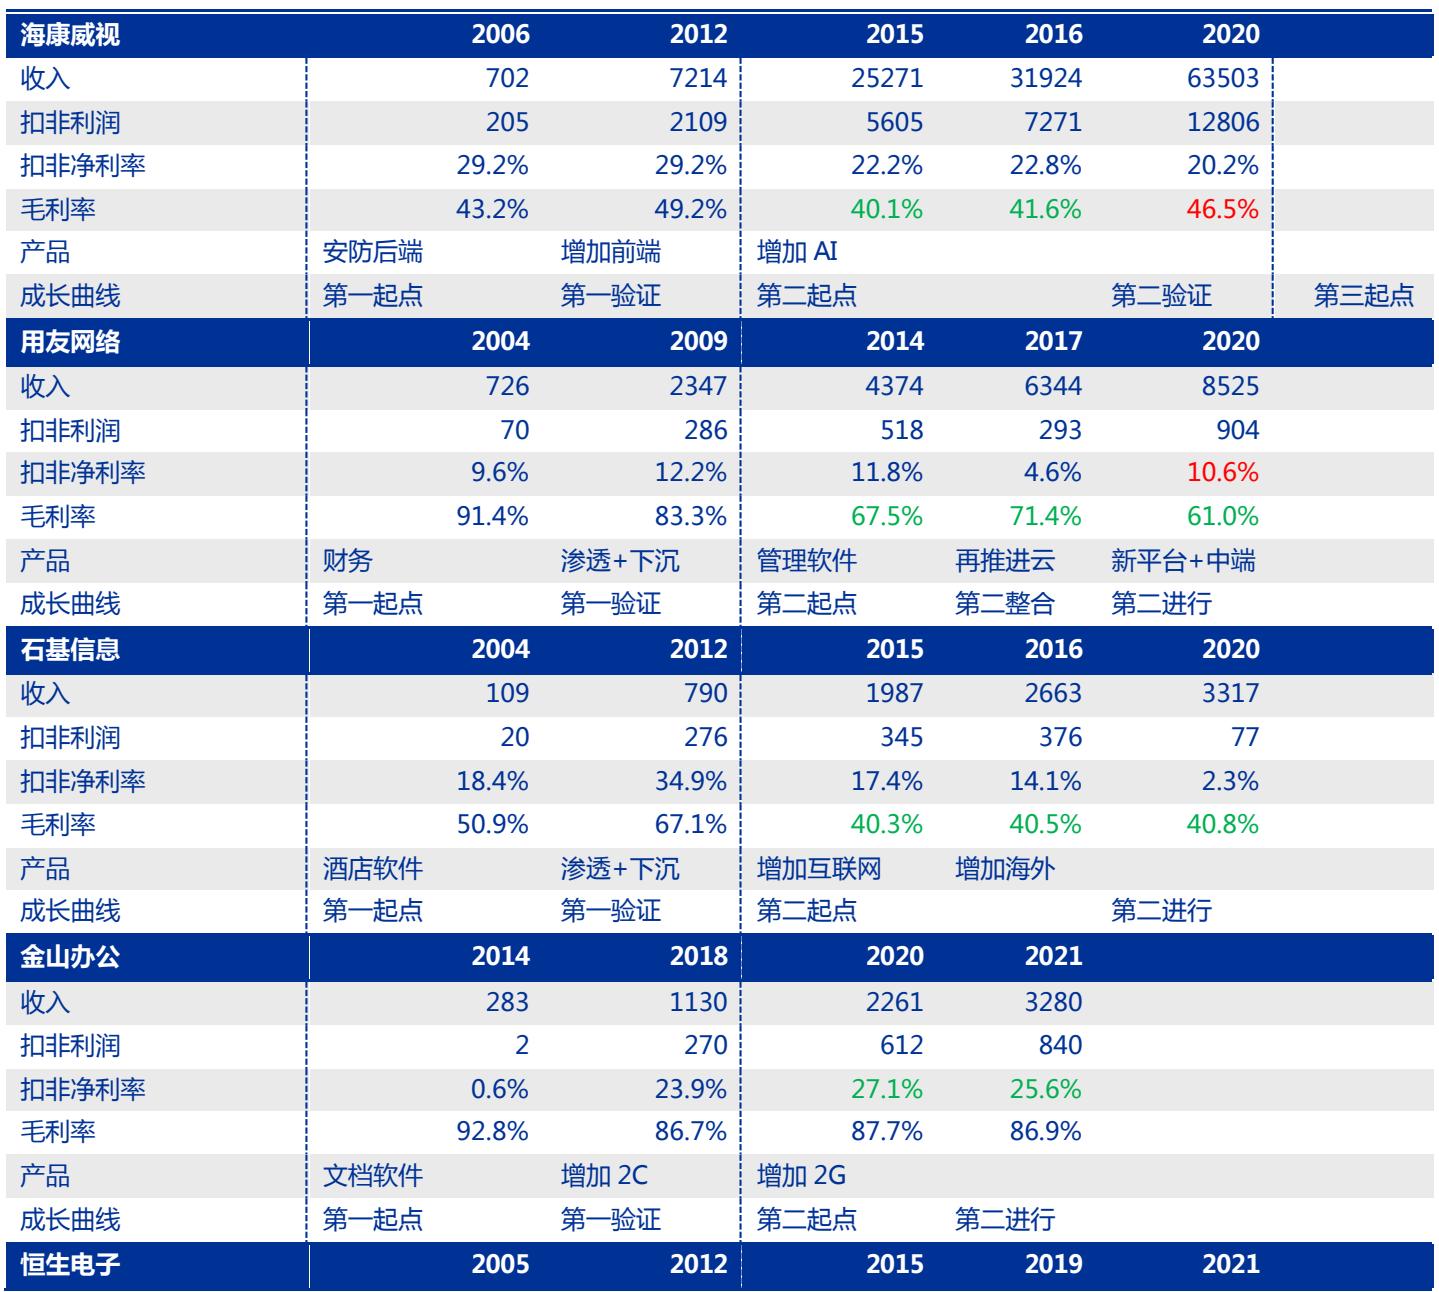 海康威视 2006 2012 2015 2016 2020
收入 702 7214 25271 31924 63503
扣非利润 205 2109 5605 7271 12806
扣非净利率 29.2% 29.2% 22.2% 22.8% 20.2%
毛利率 43.2% 49.2% 40.1% 41.6% 46.5%
产品 安防后端 增加前端 增加 AI
成长曲线 第一起点 第一验证 第二起点 第二验证 第三起点
用友网络 2004 2009 2014 2017 2020
收入 726 2347 4374 6344 8525
扣非利润 70 286 518 293 904
扣非净利率 9.6% 12.2% 11.8% 4.6% 10.6%
毛利率 91.4% 83.3% 67.5% 71.4% 61.0%
产品 财务 渗透+下沉 管理软件 再推进云 新平台+中端
成长曲线 第一起点 第一验证 第二起点 第二整合 第二进行
石基信息 2004 2012 2015 2016 2020
收入 109 790 1987 2663 3317
扣非利润 20 276 345 376 77
扣非净利率 18.4% 34.9% 17.4% 14.1% 2.3%
毛利率 50.9% 67.1% 40.3% 40.5% 40.8%
产品 酒店软件 渗透+下沉 增加互联网 增加海外
成长曲线 第一起点 第一验证 第二起点 第二进行
金山办公 2014 2018 2020 2021
收入 283 1130 2261 3280
扣非利润 2 270 612 840
扣非净利率 0.6% 23.9% 27.1% 25.6%
毛利率 92.8% 86.7% 87.7% 86.9%
产品 文档软件 增加 2C 增加 2G
成长曲线 第一起点 第一验证 第二起点 第二进行
恒生电子 2005 2012 2015 2019 2021